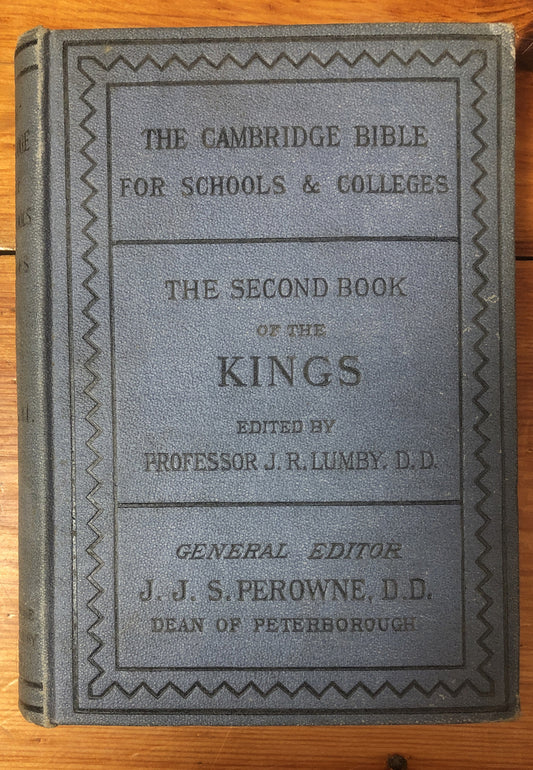 THE CAMBRIDGE BIBLE
FOR SCHOOLS & COLLEGES
THE SECOND BOOK
OF THE
KINGS
EDITED BY
PROFESSOR J. R. LUMBY. D. D.
GENERAL EDITOR
J. J. S. PEROWNE, D.D.
DEAN OF PETERBOROUGH.